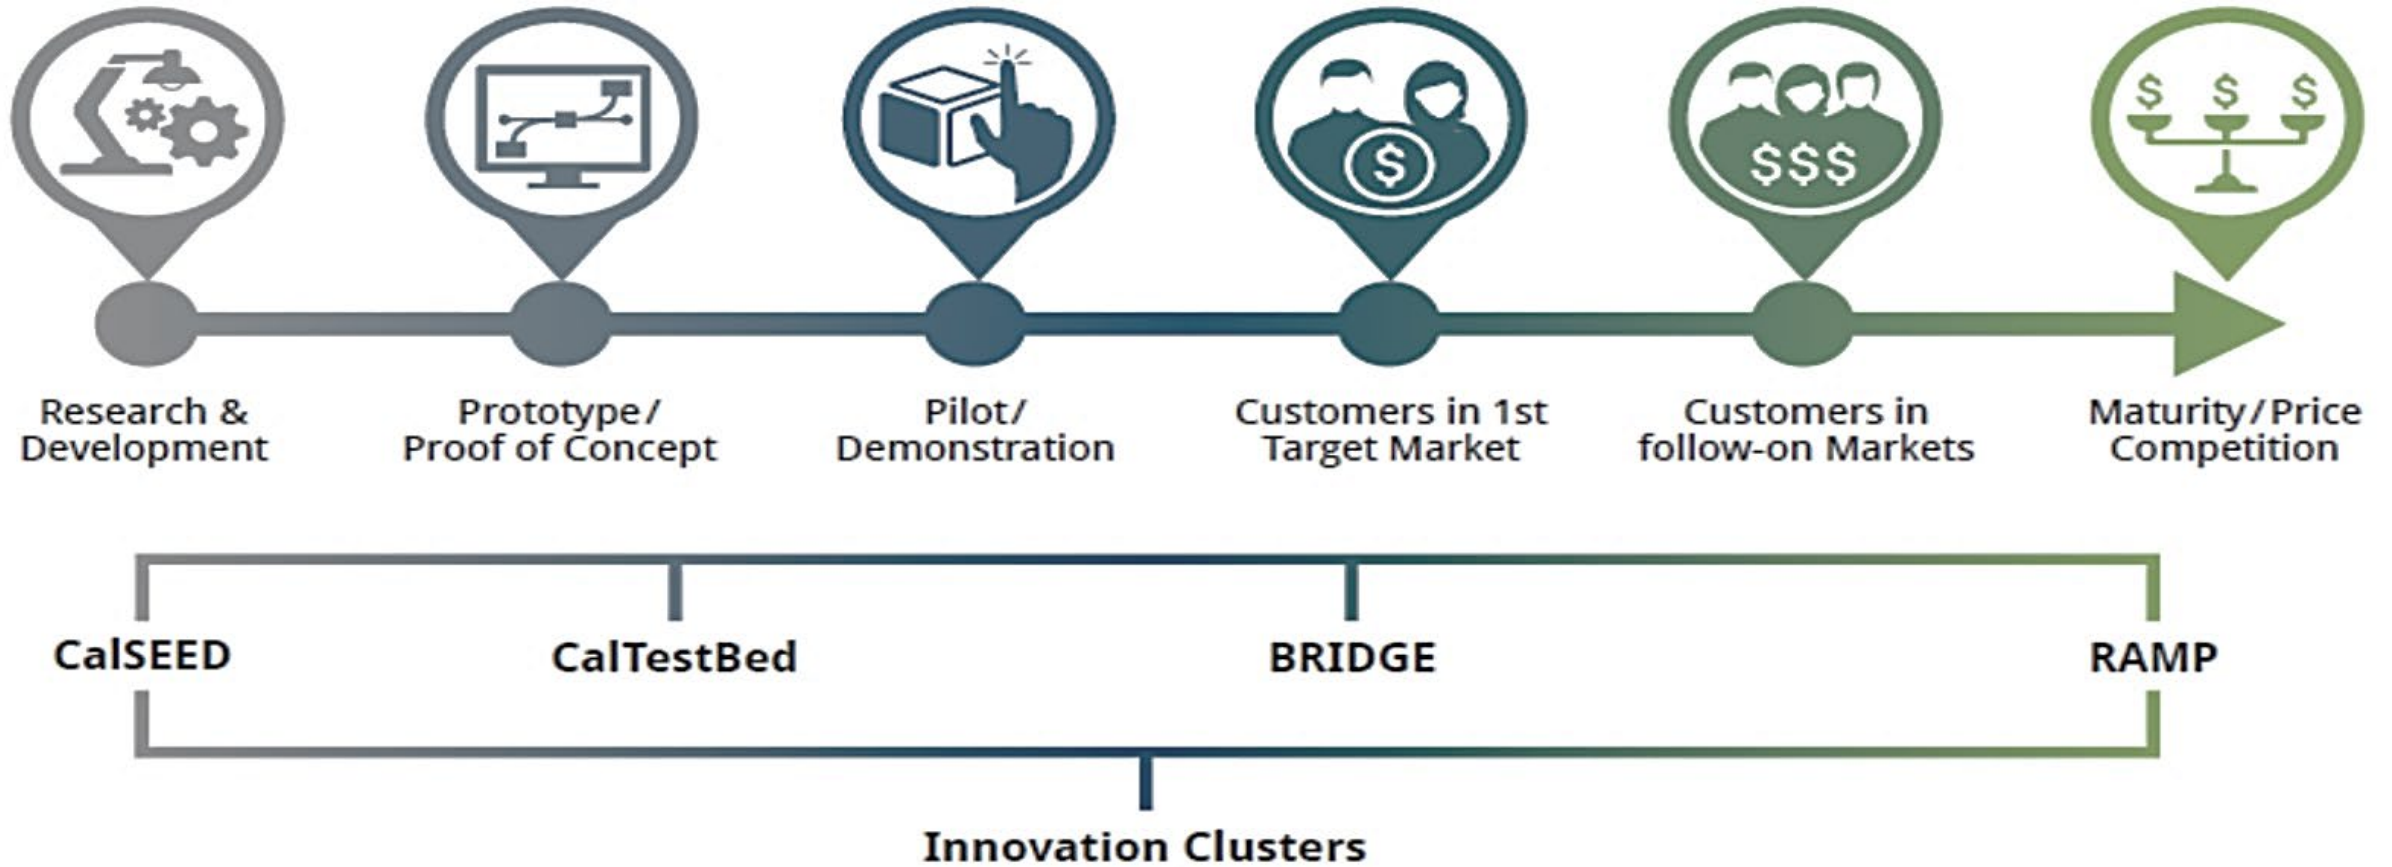 $
$$$
$ $ $
Research &
Development
Prototype/
Proof of Concept
Pilot/
Demonstration
Customers in 1st
Target Market
Customers in
follow-on Markets
Maturity/Price
Competition
CalSEED
CalTestBed
BRIDGE
RAMP
Innovation Clusters